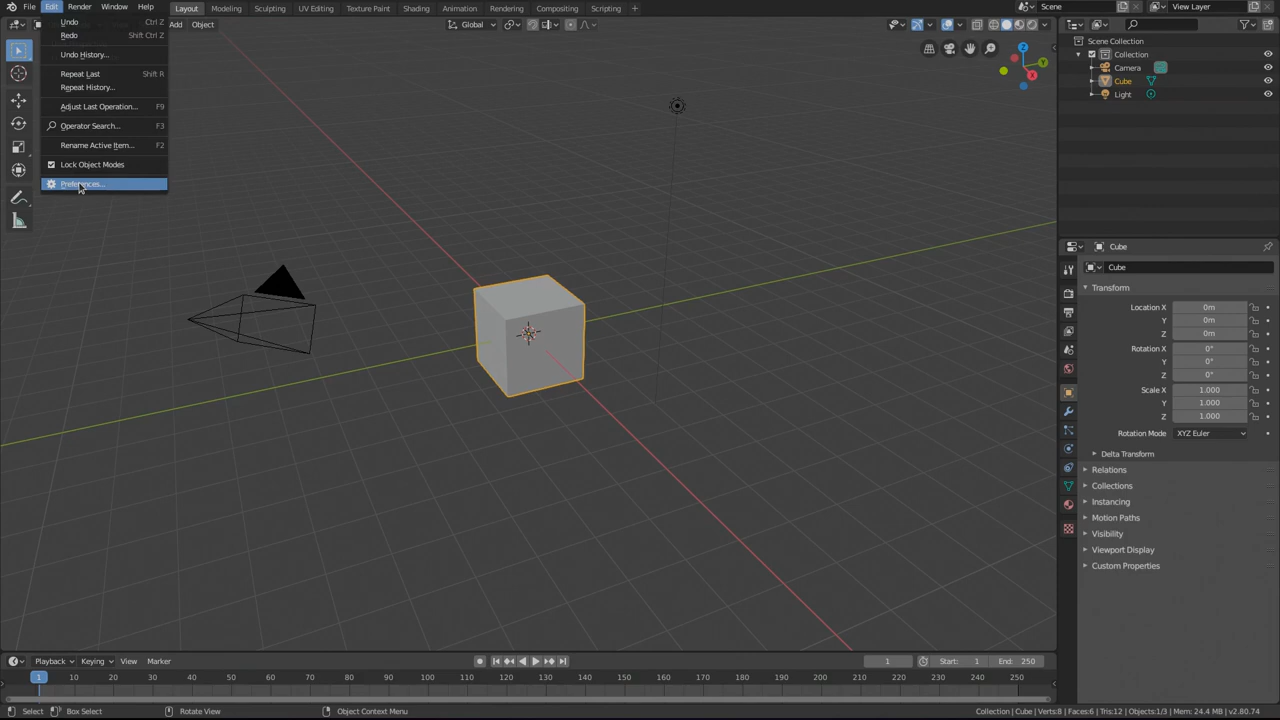 File Edit Render Window Help Layout Modeling Sculpting UV Editing Texture Paint Shading Animation Rendering Compositing Scripting + Scene View Layer
Add Object Global
Undo Ctrl Z
Redo Shift Ctrl Z
Undo History...
Repeat Last Shift R
Repeat History...
Adjust Last Operation... F9
Operator Search... F3
Rename Active Item... F2
Lock Object Modes
Preferences...
Z
Y
X
Scene Collection
Collection
Camera
Cube
Light
Cube
Cube
Transform
Location X 0m
Y 0m
Z 0m
Rotation X 0°
Y 0°
Z 0°
Scale X 1.000
Y 1.000
Z 1.000
Rotation Mode XYZ Euler
Delta Transform
Relations
Collections
Instancing
Motion Paths
Visibility
Viewport Display
Custom Properties
Playback Keying View Marker 1 Start: 1 End: 250
1 10 20 30 40 50 60 70 80 90 100 110 120 130 140 150 160 170 180 190 200 210 220 230 240 250
Select Box Select Rotate View Object Context Menu Collection | Cube | Verts:8 | Faces:6 | Tris:12 | Objects:1/3 | Mem: 24.4 MB | v2.80.74